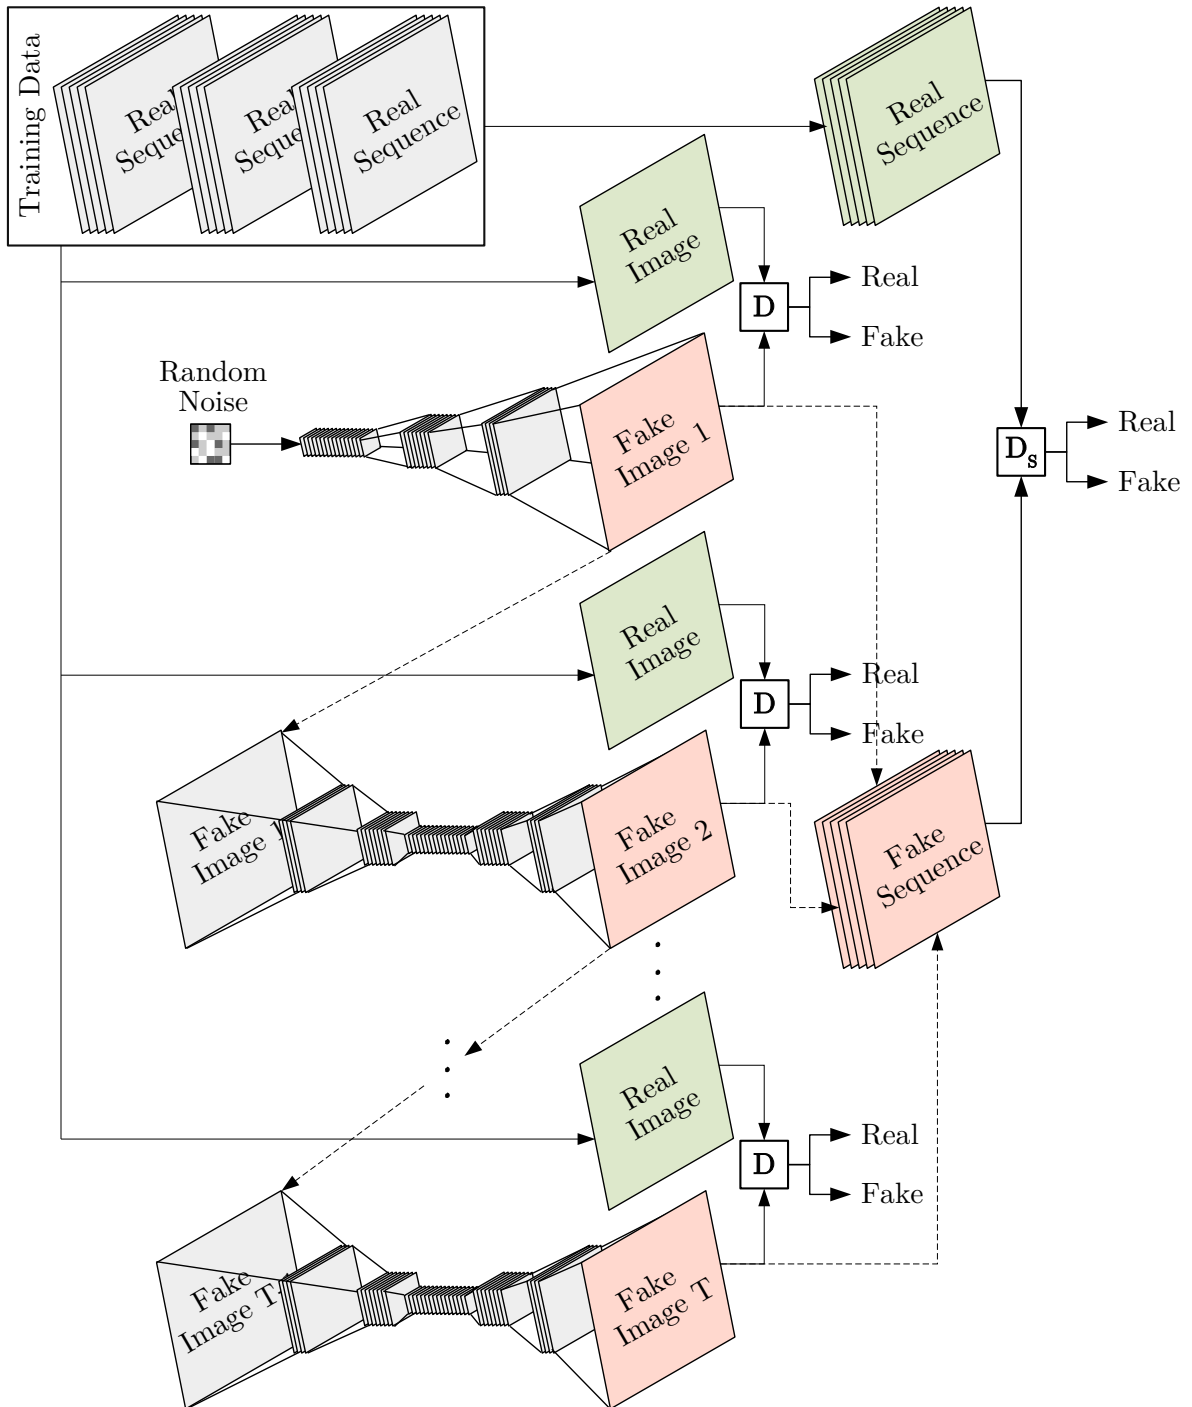 Training Data
Real
Seque
Real
Seque
Real
Sequence
Real
Sequence
Real
Image
D
Real
Fake
Random
Noise
Fake
Image 1
D_s
Real
Fake
Real
Image
D
Real
Fake
Fake
Image 1
Fake
Image 2
Fake
Sequence
Real
Image
D
Real
Fake
Fake
Image T-
Fake
Image T